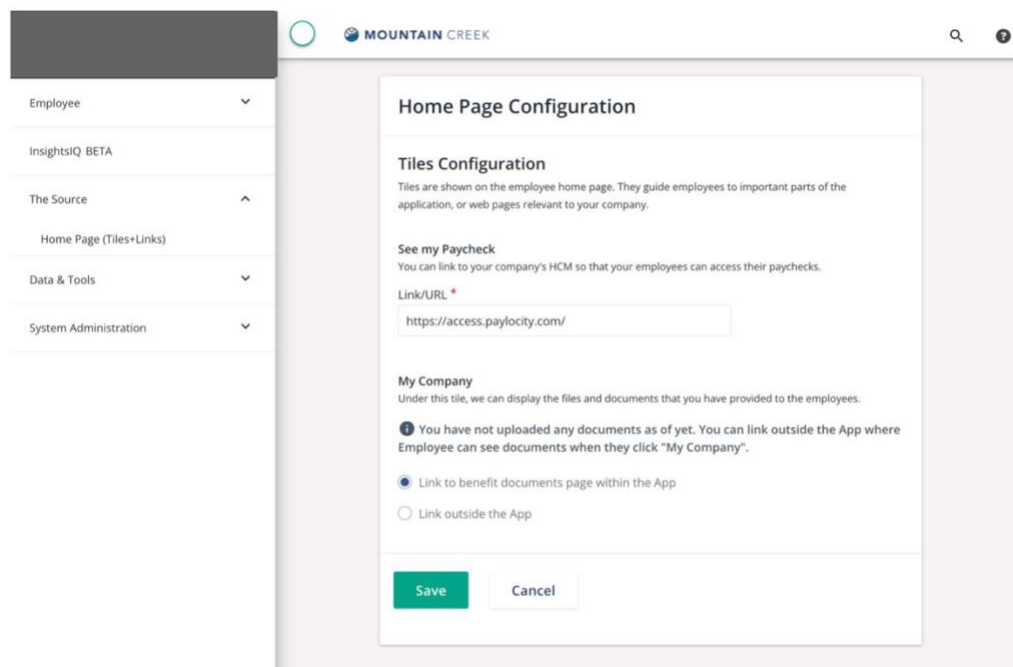 MOUNTAIN CREEK
?
Employee
InsightsIQ BETA
The Source
Home Page (Tiles+Links)
Data & Tools
System Administration
Home Page Configuration
Tiles Configuration
Tiles are shown on the employee home page. They guide employees to important parts of the
application, or web pages relevant to your company.
See my Paycheck
You can link to your company's HCM so that your employees can access their paychecks.
Link/URL *
https://access.paylocity.com/
My Company
Under this tile, we can display the files and documents that you have provided to the employees.
You have not uploaded any documents as of yet. You can link outside the App where
Employee can see documents when they click "My Company".
Link to benefit documents page within the App
Link outside the App
Save
Cancel